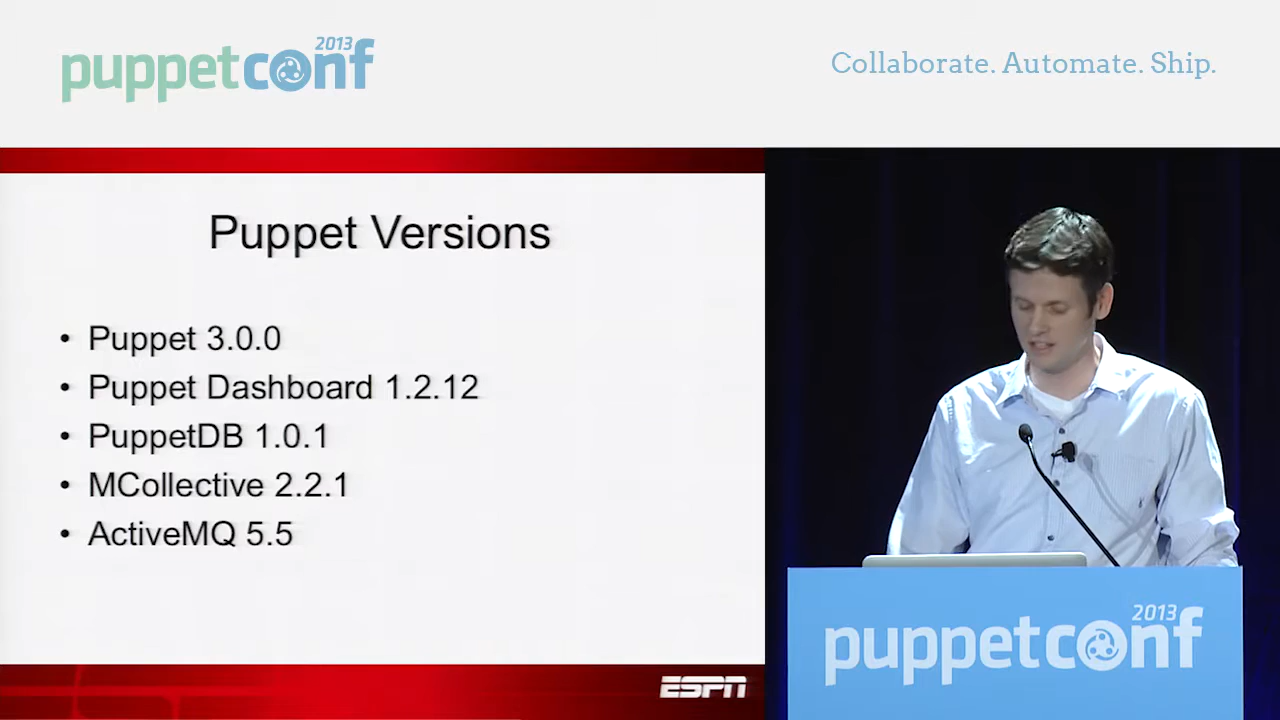 puppetconf 2013
Collaborate. Automate. Ship.
Puppet Versions
• Puppet 3.0.0
• Puppet Dashboard 1.2.12
• PuppetDB 1.0.1
• MCollective 2.2.1
• ActiveMQ 5.5
ESPN
puppetconf 2013